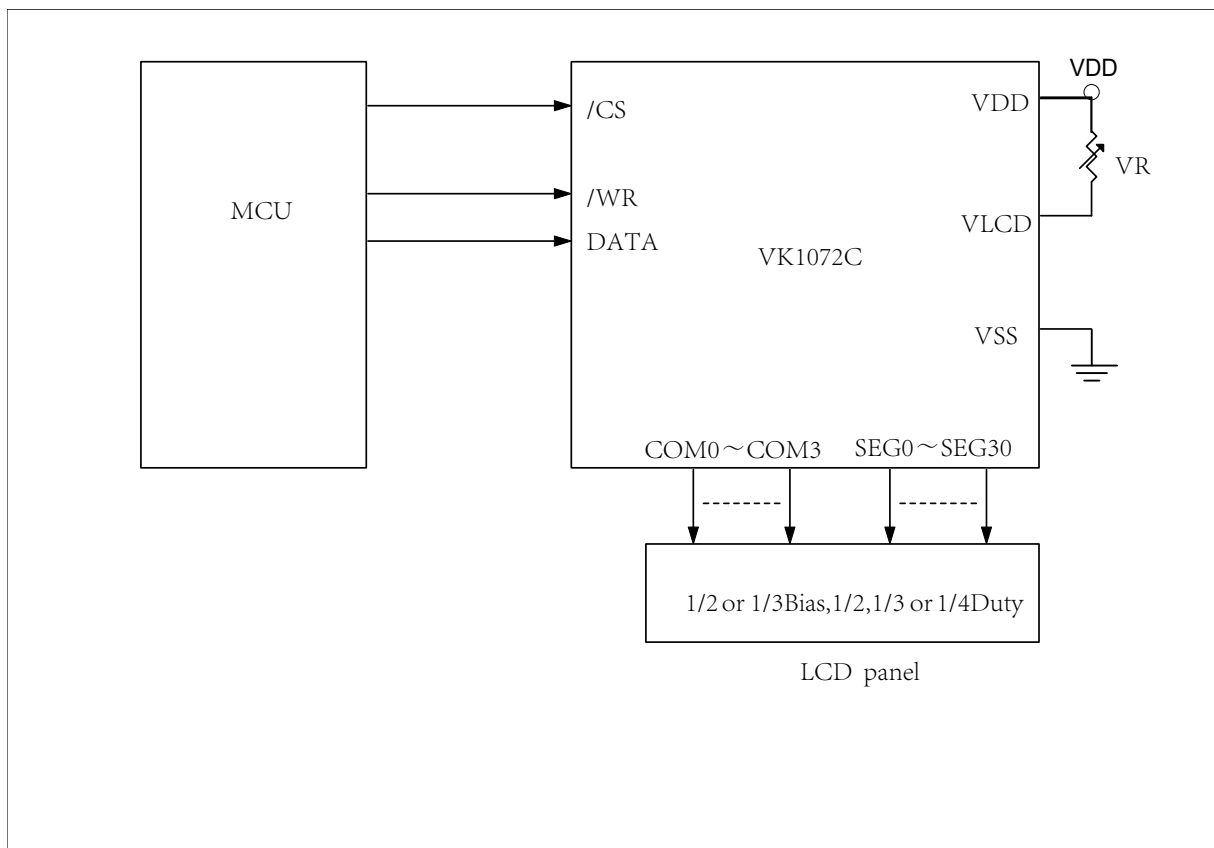 VDD
/CS
VDD
VR
/WR
MCU
VLCD
DATA
VK1072C
VSS
COM0～COM3
SEG0～SEG30
1/2 or 1/3Bias,1/2,1/3 or 1/4Duty
LCD panel